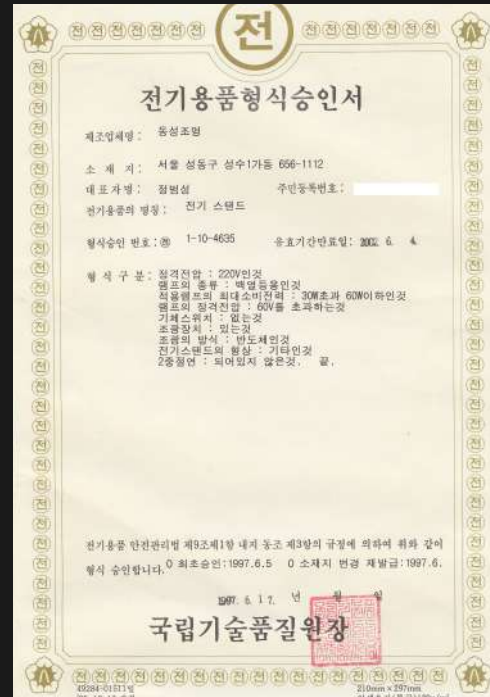 전
전기용품형식승인서
제조업체명 : 동성조명
소 재 지 : 서울 성동구 성수1가동 656-1112
대표자명 : 정범섭 주민등록번호 :
전기용품의 명칭 : 전기 스탠드
형식승인 번호 : 1-10-4635 유효기간만료일 : 2002. 6. 4.
형 식 구 분 : 정격전압 : 220V인것
램프의 종류 : 백열등용인것
적용램프의 최대소비전력 : 30W초과 60W이하인것
램프의 정격전압 : 60V를 초과하는것
기체스위치 : 없는것
조광장치 : 있는것
조광의 방식 : 반도체인것
전기스탠드의 형상 : 기타인것
2중절연 : 되어있지 않은것. 끝.
전기용품 안전관리법 제9조제1항 내지 동조 제3항의 규정에 의하여 위와 같이
형식 승인합니다. 0 최초승인:1997.6.5 0 소재지 변경 재발급:1997.6.
1997. 6. 17. 년 월 일
국립기술품질원장
49284-01511일
210mm×297mm